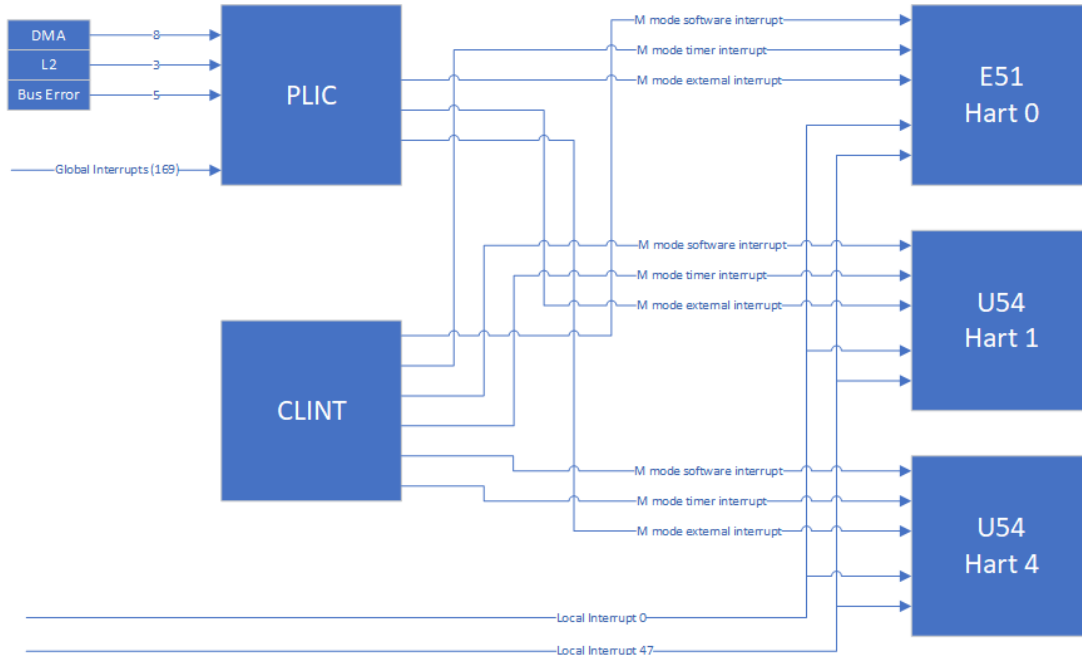 M mode software interrupt
DMA
8
M mode timer interrupt
L2
3
PLIC
M mode external interrupt
E51
Hart 0
Bus Error
5
Global Interrupts (169)
M mode software interrupt
M mode timer interrupt
M mode external interrupt
U54
Hart 1
CLINT
M mode software interrupt
M mode timer interrupt
M mode external interrupt
U54
Hart 4
Local Interrupt 0
Local Interrupt 47